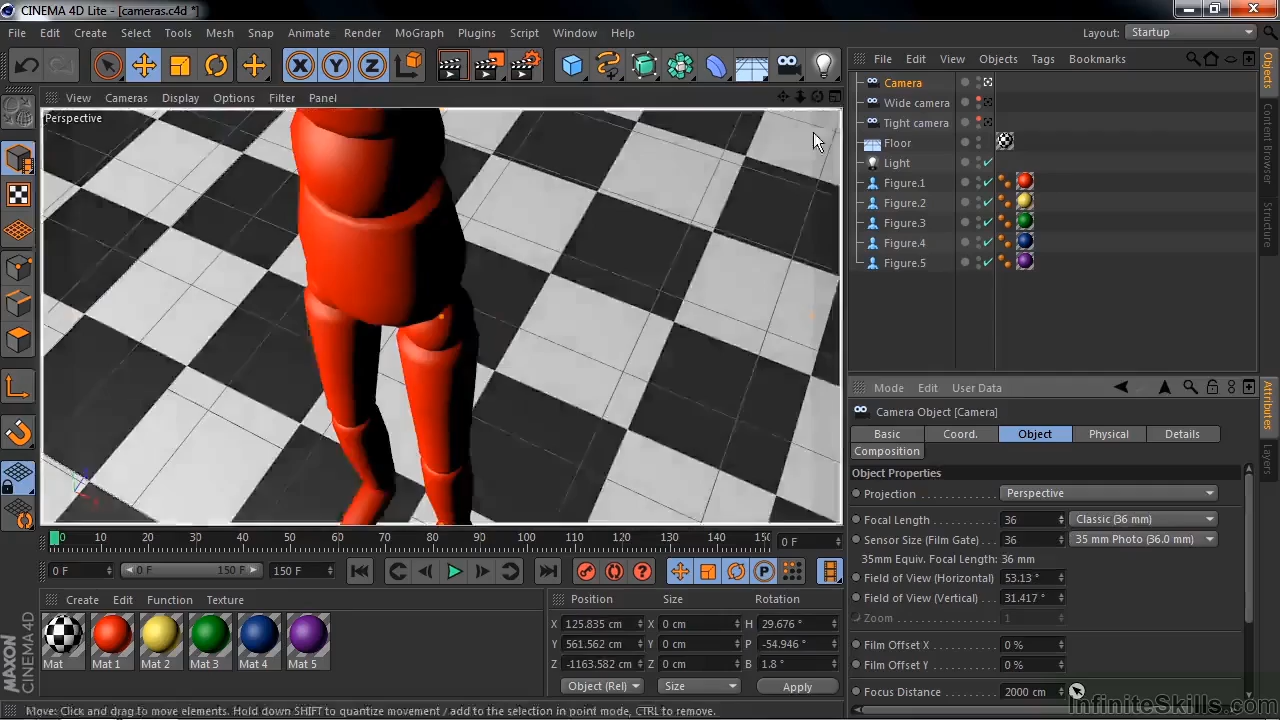 CINEMA 4D Lite - [cameras.c4d *]
File Edit Create Select Tools Mesh Snap Animate Render MoGraph Plugins Script Window Help Layout: Startup
X Y Z
File Edit View Objects Tags Bookmarks
View Cameras Display Options Filter Panel
Perspective
Camera
Wide camera
Tight camera
Floor
Light
Figure.1
Figure.2
Figure.3
Figure.4
Figure.5
Objects
Content Browser
Structure
Mode Edit User Data
Camera Object [Camera]
Basic Coord. Object Physical Details
Composition
Object Properties
Projection Perspective
Focal Length 36 Classic (36 mm)
Sensor Size (Film Gate) 36 35 mm Photo (36.0 mm)
35mm Equiv. Focal Length: 36 mm
Field of View (Horizontal) 53.13 °
Field of View (Vertical) 31.417 °
Zoom 1
Film Offset X 0 %
Film Offset Y 0 %
Focus Distance 2000 cm
Attributes
Layers
0 10 20 30 40 50 60 70 80 90 100 110 120 130 140 150 0 F
0 F 0 F 150 F 150 F
P
Create Edit Function Texture
Mat Mat 1 Mat 2 Mat 3 Mat 4 Mat 5
Position Size Rotation
X 125.835 cm X 0 cm H 29.676 °
Y 561.562 cm Y 0 cm P -54.946 °
Z -1163.582 cm Z 0 cm B 1.8 °
Object (Rel) Size Apply
MAXON
CINEMA 4D
Move: Click and drag to move elements. Hold down SHIFT to quantize movement / add to the selection in point mode, CTRL to remove.
InfiniteSkills.com